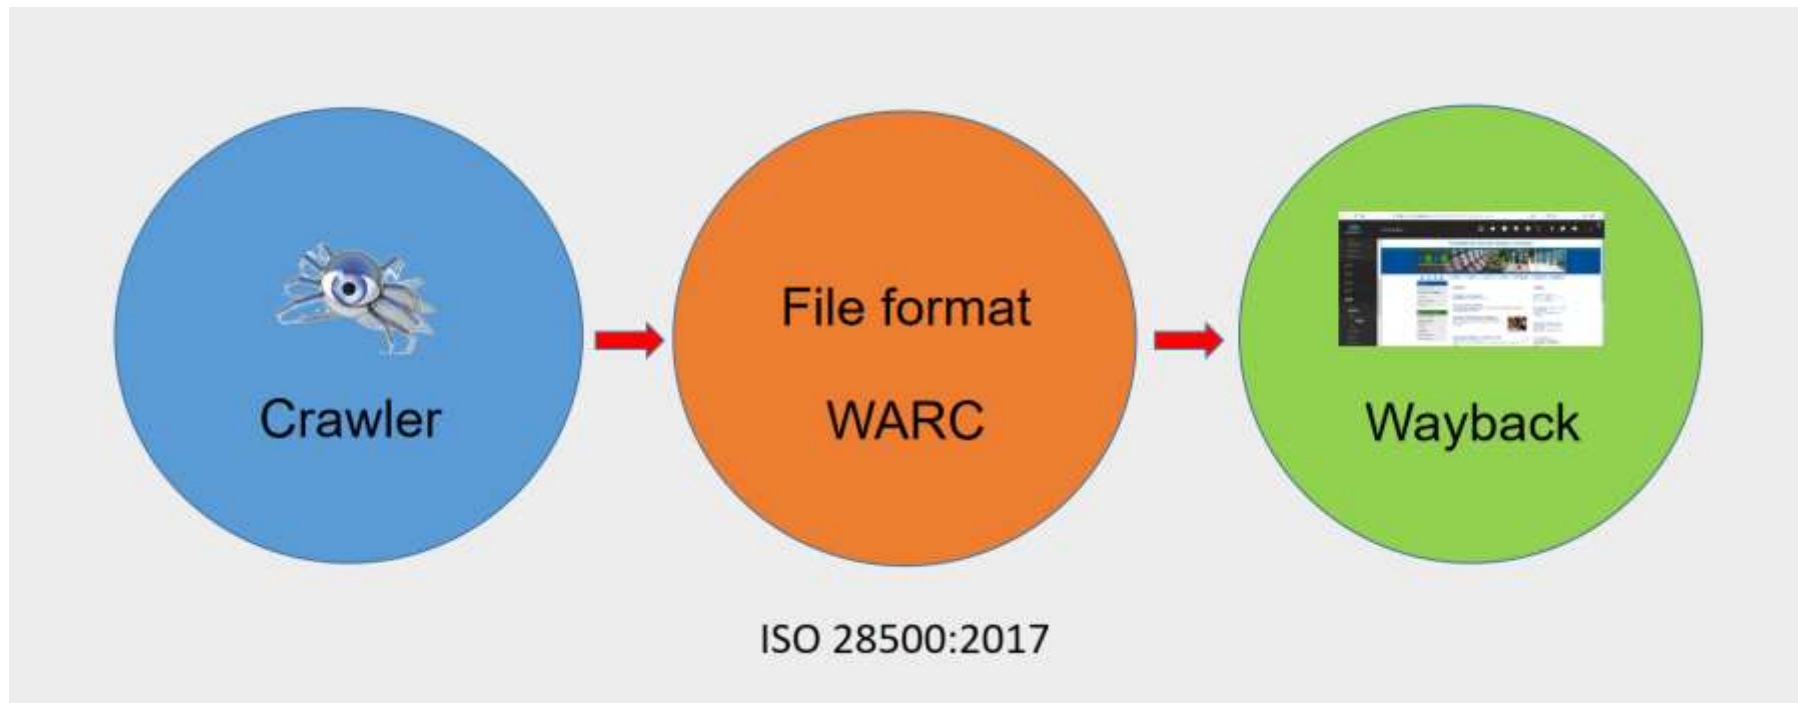 Crawler
File format
WARC
Wayback
ISO 28500:2017